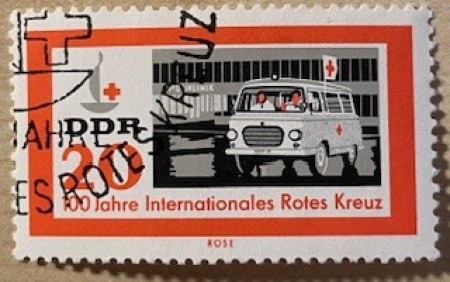 KLINIK
DDR
20
100 Jahre Internationales Rotes Kreuz
ROSE
JAHRE
ES ROTES KREUZ